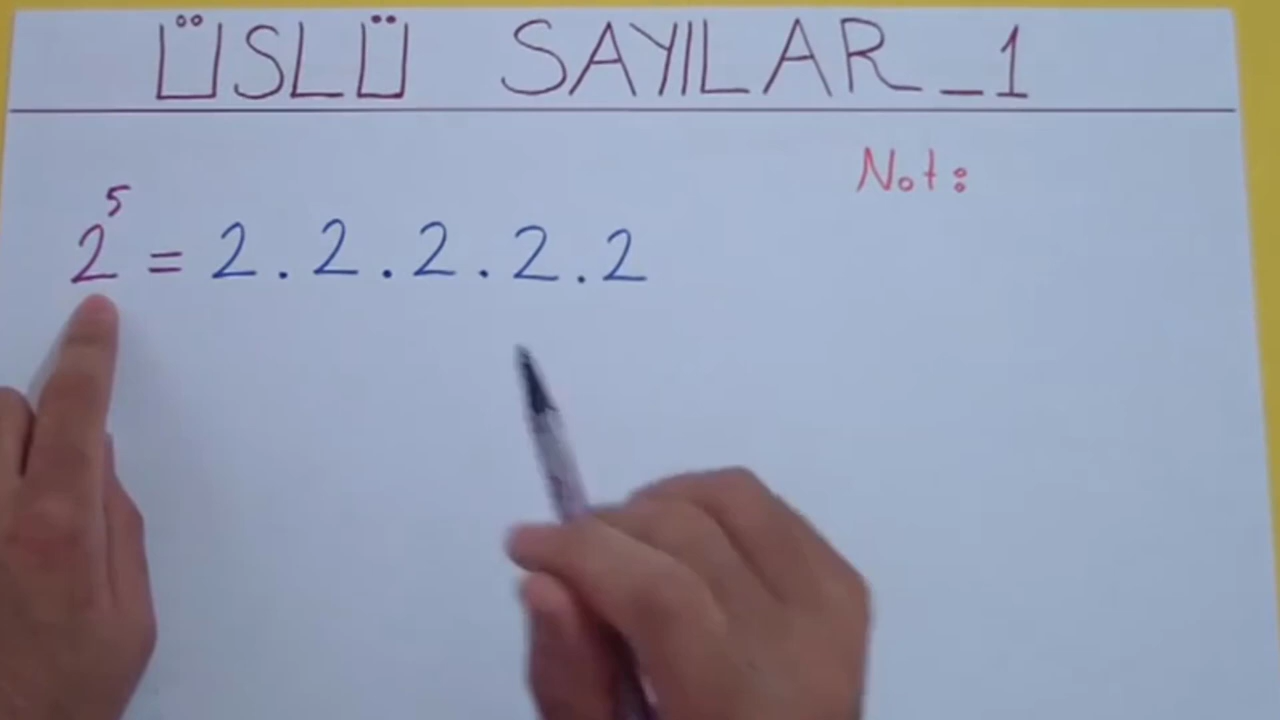 ÜSLÜ SAYILAR_1
Not:
2⁵ = 2.2.2.2.2